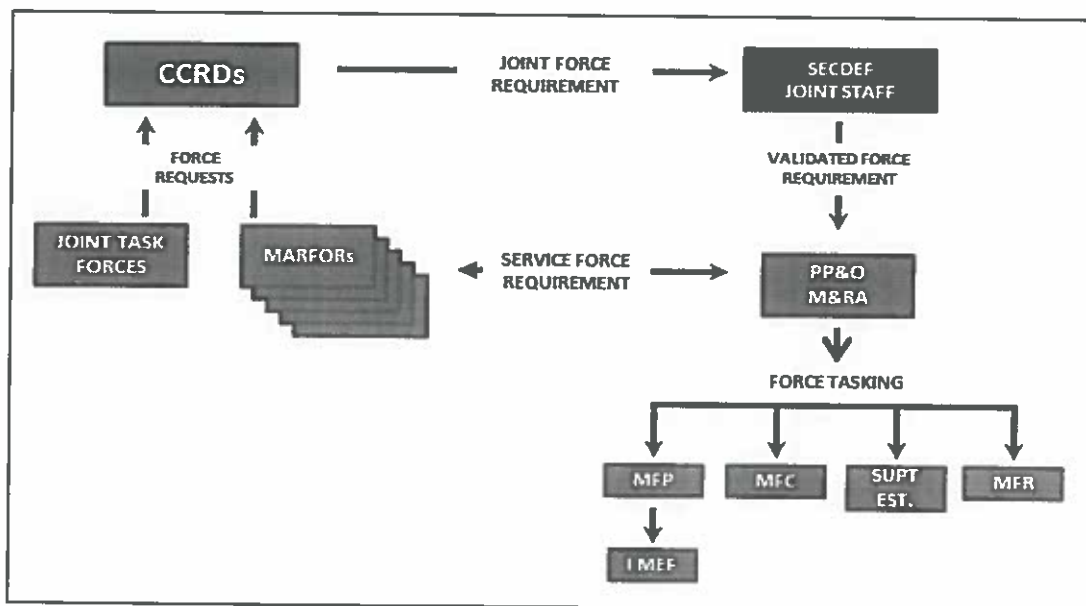 CCRDs
JOINT FORCE
REQUIREMENT
SECDEF
JOINT STAFF
FORCE
REQUESTS
VALIDATED FORCE
REQUIREMENT
JOINT TASK
FORCES
MARFORs
SERVICE FORCE
REQUIREMENT
PP&O
M&RA
FORCE TASKING
MFP
MFC
SUPT
EST.
MFR
I MEF